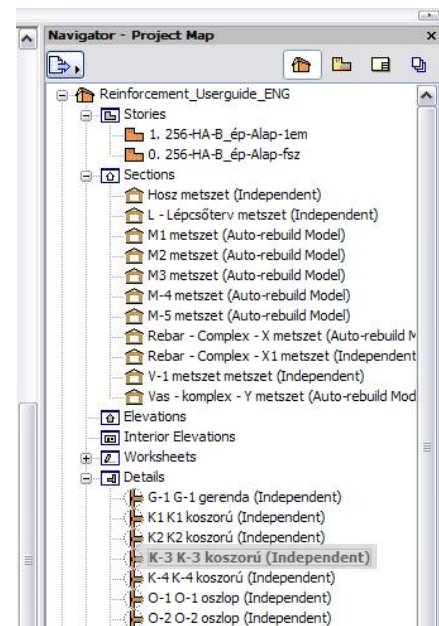 Navigator - Project Map
Reinforcement_Userguide_ENG
Stories
1. 256-HA-B_ép-Alap-1em
0. 256-HA-B_ép-Alap-fsz
Sections
Hosz metszet (Independent)
L - Lépcsőterv metszet (Independent)
M1 metszet (Auto-rebuild Model)
M2 metszet (Auto-rebuild Model)
M3 metszet (Auto-rebuild Model)
M-4 metszet (Auto-rebuild Model)
M-5 metszet (Auto-rebuild Model)
Rebar - Complex - X metszet (Auto-rebuild M
Rebar - Complex - X1 metszet (Independent
V-1 metszet metszet (Independent)
Vas - komplex - Y metszet (Auto-rebuild Mod
Elevations
Interior Elevations
Worksheets
Details
G-1 G-1 gerenda (Independent)
K1 K1 koszorú (Independent)
K2 K2 koszorú (Independent)
K-3 K-3 koszorú (Independent)
K-4 K-4 koszorú (Independent)
O-1 O-1 oszlop (Independent)
O-2 O-2 oszlop (Independent)